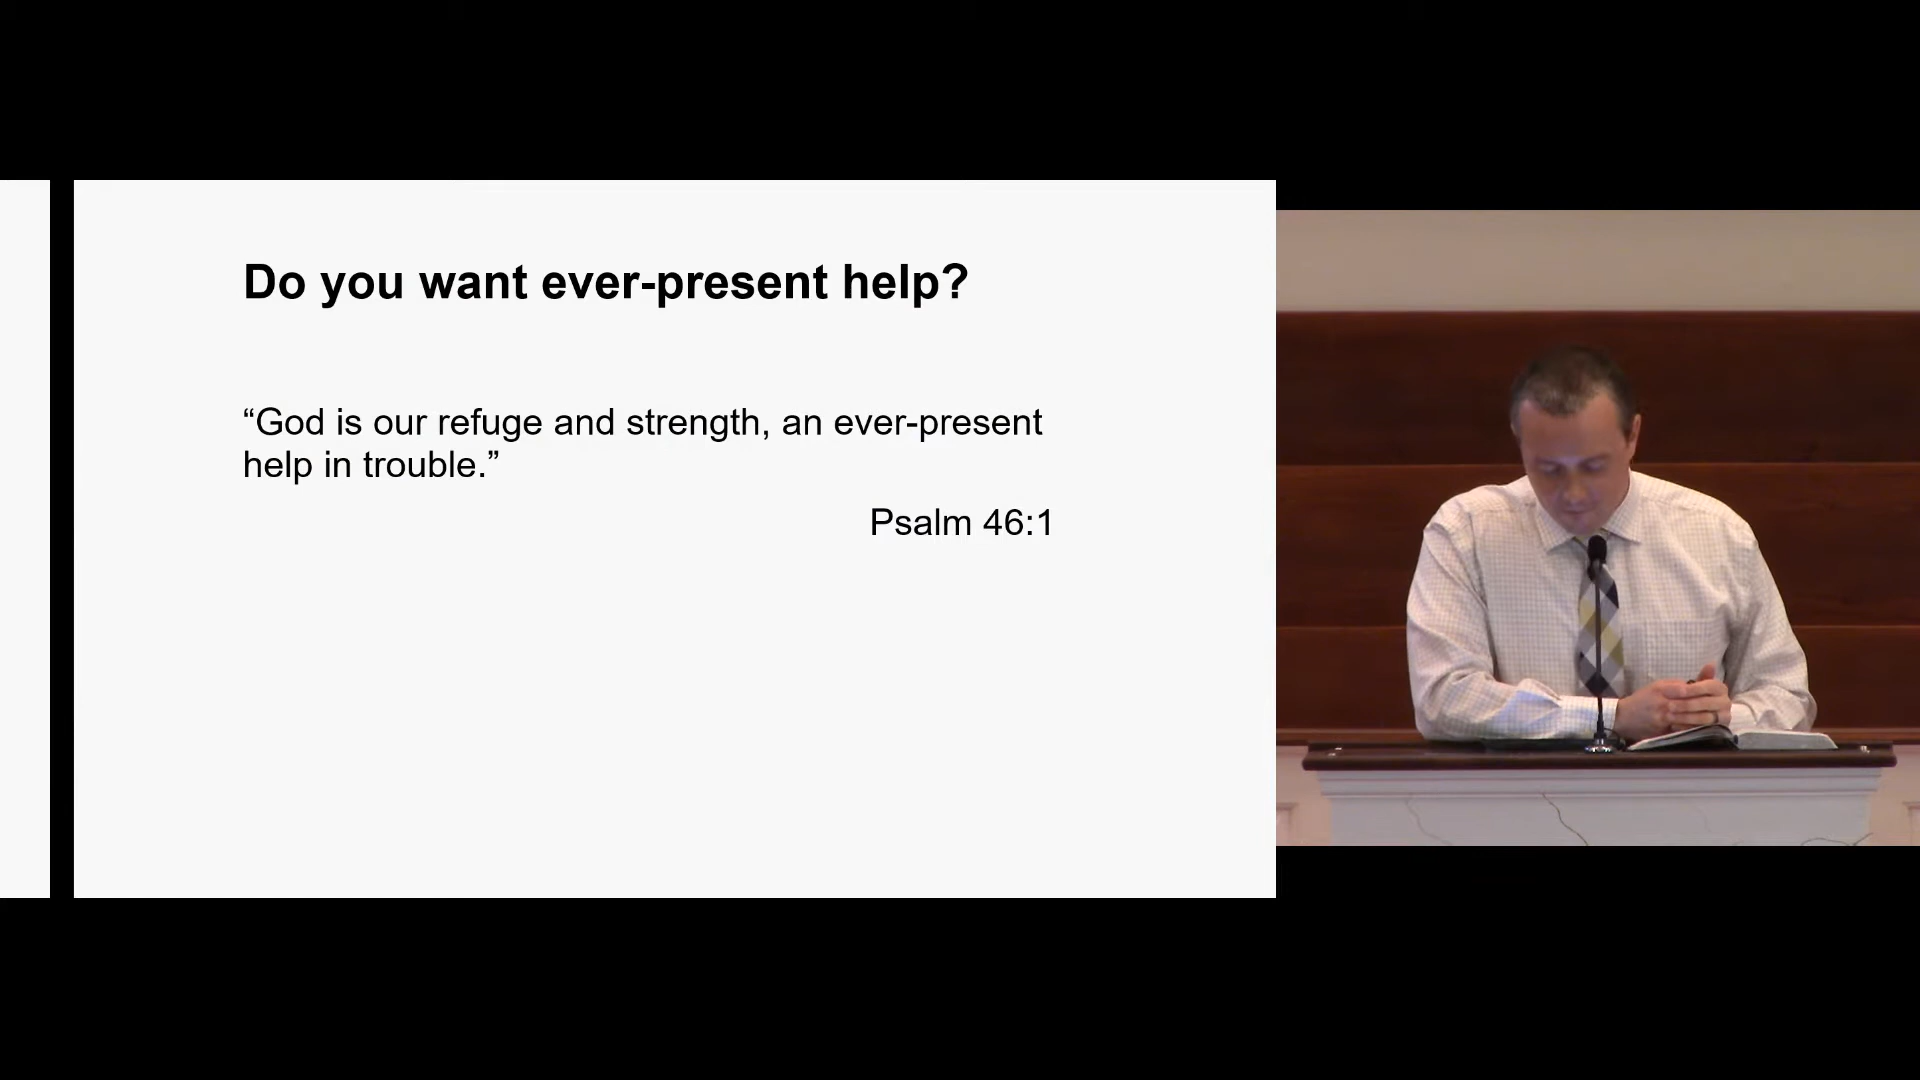 Do you want ever-present help?
“God is our refuge and strength, an ever-present
help in trouble.”
Psalm 46:1